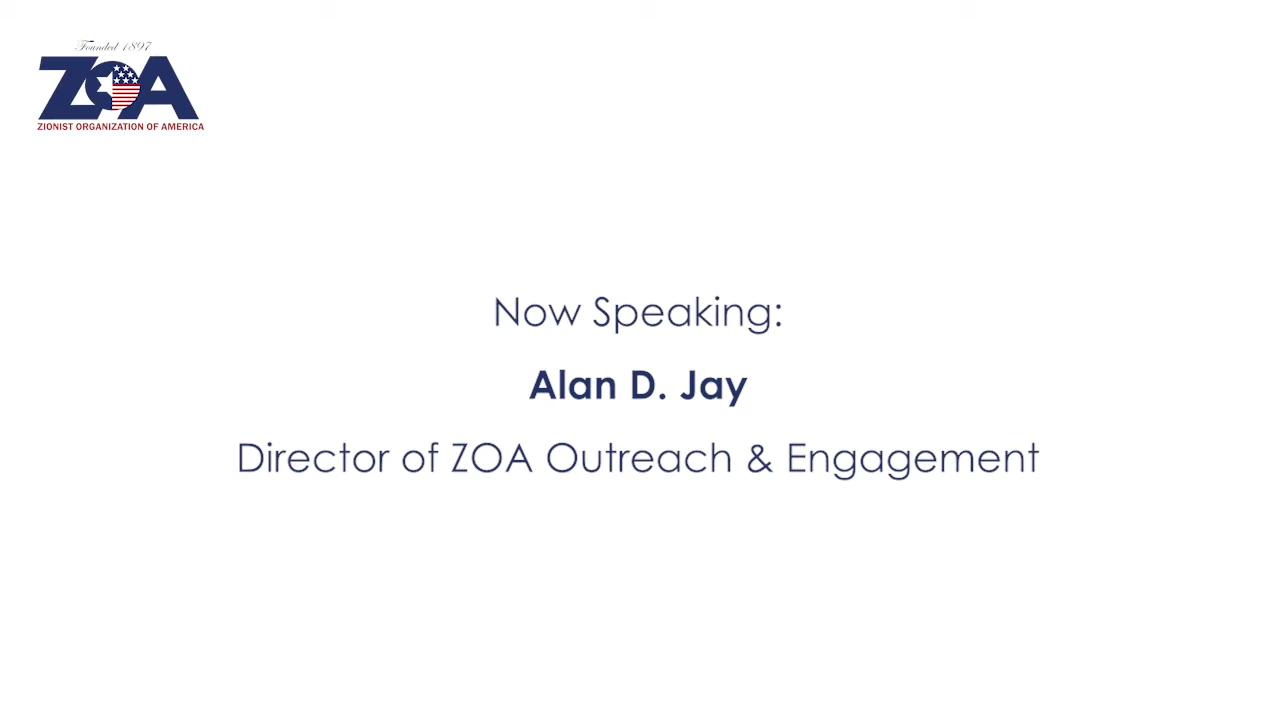 Founded 1897
ZOA
ZIONIST ORGANIZATION OF AMERICA
Now Speaking:
Alan D. Jay
Director of ZOA Outreach & Engagement